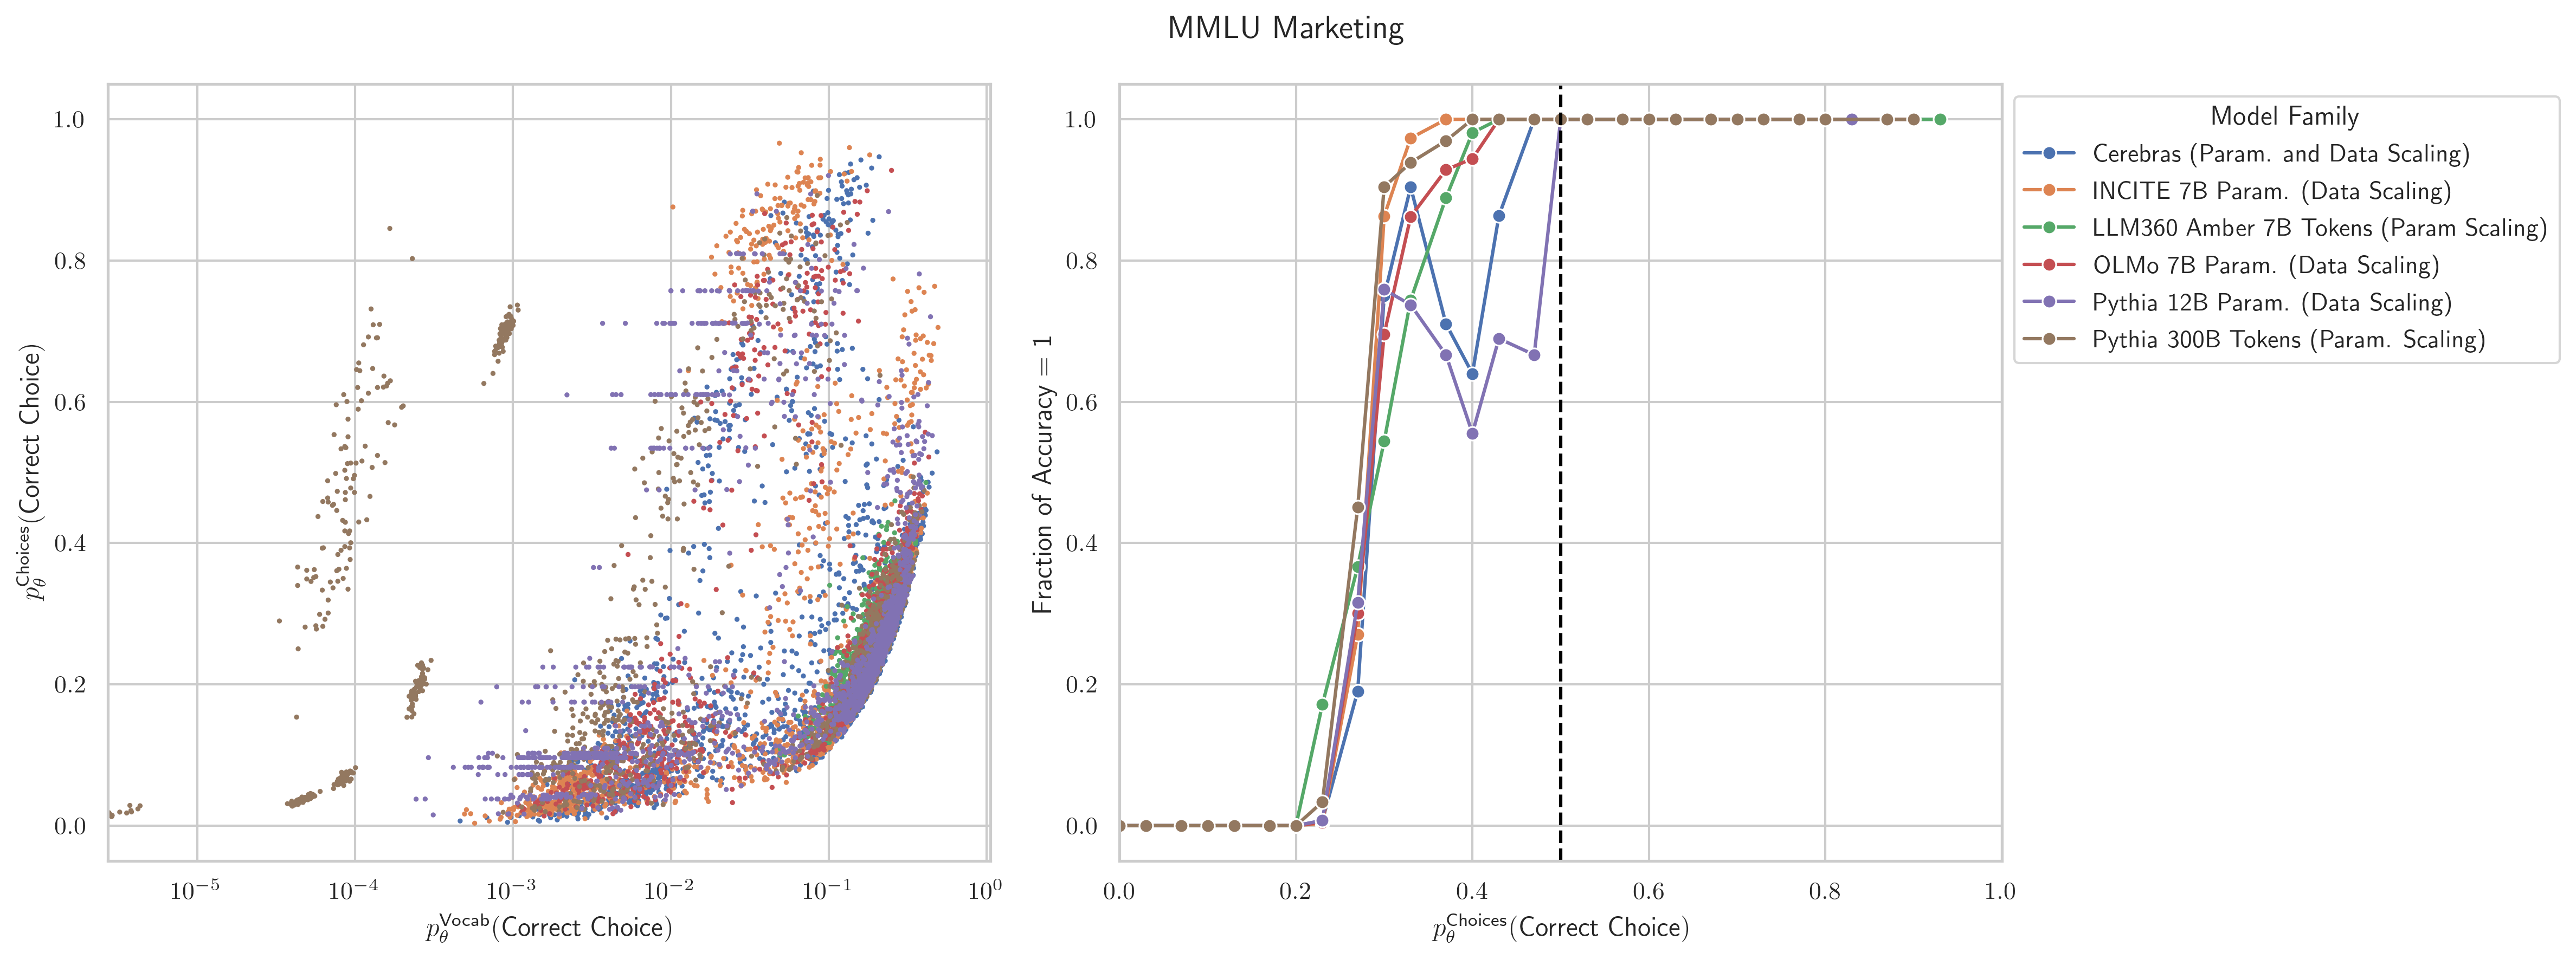 MMLU Marketing
1.0
0.8
0.6
0.4
0.2
0.0
p_θ^Choices(Correct Choice)
10⁻⁵ 10⁻⁴ 10⁻³ 10⁻² 10⁻¹ 10⁰
p_θ^Vocab(Correct Choice)
1.0
0.8
0.6
0.4
0.2
0.0
Fraction of Accuracy = 1
0.0 0.2 0.4 0.6 0.8 1.0
p_θ^Choices(Correct Choice)
Model Family
Cerebras (Param. and Data Scaling)
INCITE 7B Param. (Data Scaling)
LLM360 Amber 7B Tokens (Param Scaling)
OLMo 7B Param. (Data Scaling)
Pythia 12B Param. (Data Scaling)
Pythia 300B Tokens (Param. Scaling)